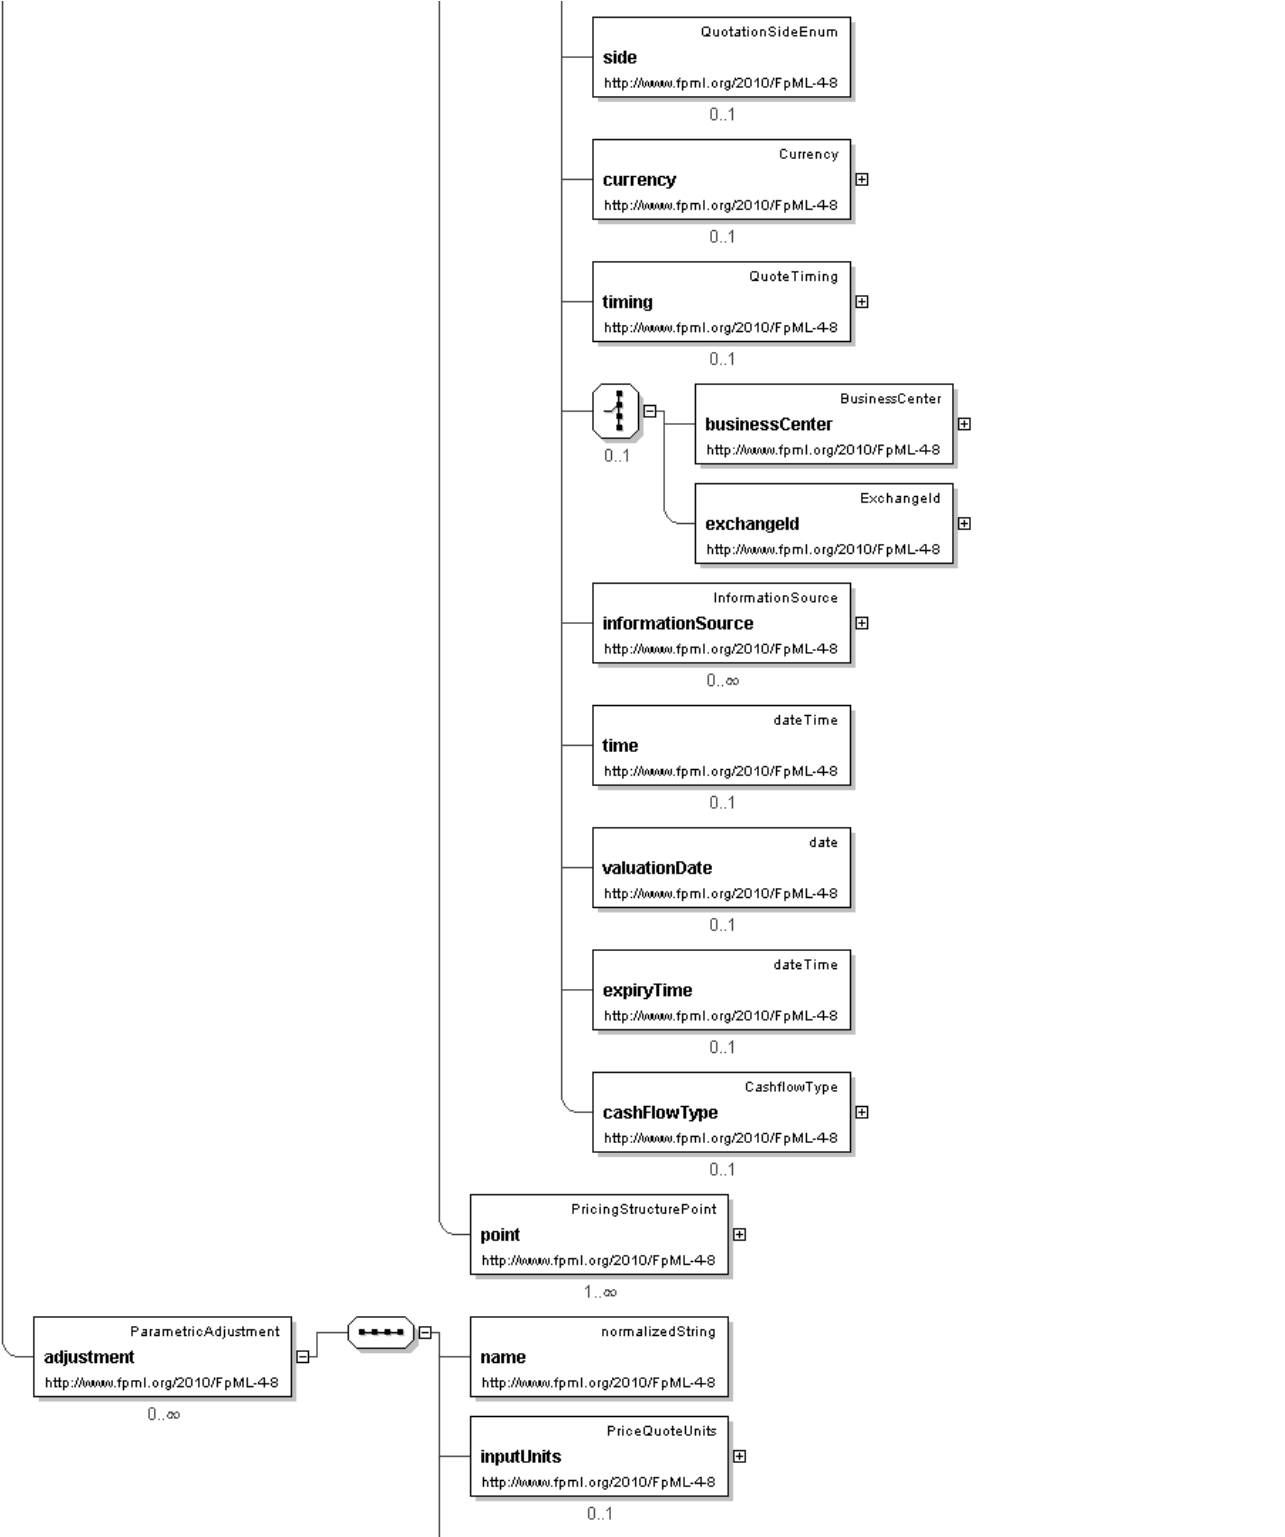 QuotationSideEnum
side
http://www.fpml.org/2010/FpML-4-8
0..1
Currency
currency
http://www.fpml.org/2010/FpML-4-8
0..1
QuoteTiming
timing
http://www.fpml.org/2010/FpML-4-8
0..1
0..1
BusinessCenter
businessCenter
http://www.fpml.org/2010/FpML-4-8
ExchangeId
exchangeId
http://www.fpml.org/2010/FpML-4-8
InformationSource
informationSource
http://www.fpml.org/2010/FpML-4-8
0..∞
dateTime
time
http://www.fpml.org/2010/FpML-4-8
0..1
date
valuationDate
http://www.fpml.org/2010/FpML-4-8
0..1
dateTime
expiryTime
http://www.fpml.org/2010/FpML-4-8
0..1
CashflowType
cashFlowType
http://www.fpml.org/2010/FpML-4-8
0..1
PricingStructurePoint
point
http://www.fpml.org/2010/FpML-4-8
1..∞
ParametricAdjustment
adjustment
http://www.fpml.org/2010/FpML-4-8
0..∞
normalizedString
name
http://www.fpml.org/2010/FpML-4-8
PriceQuoteUnits
inputUnits
http://www.fpml.org/2010/FpML-4-8
0..1